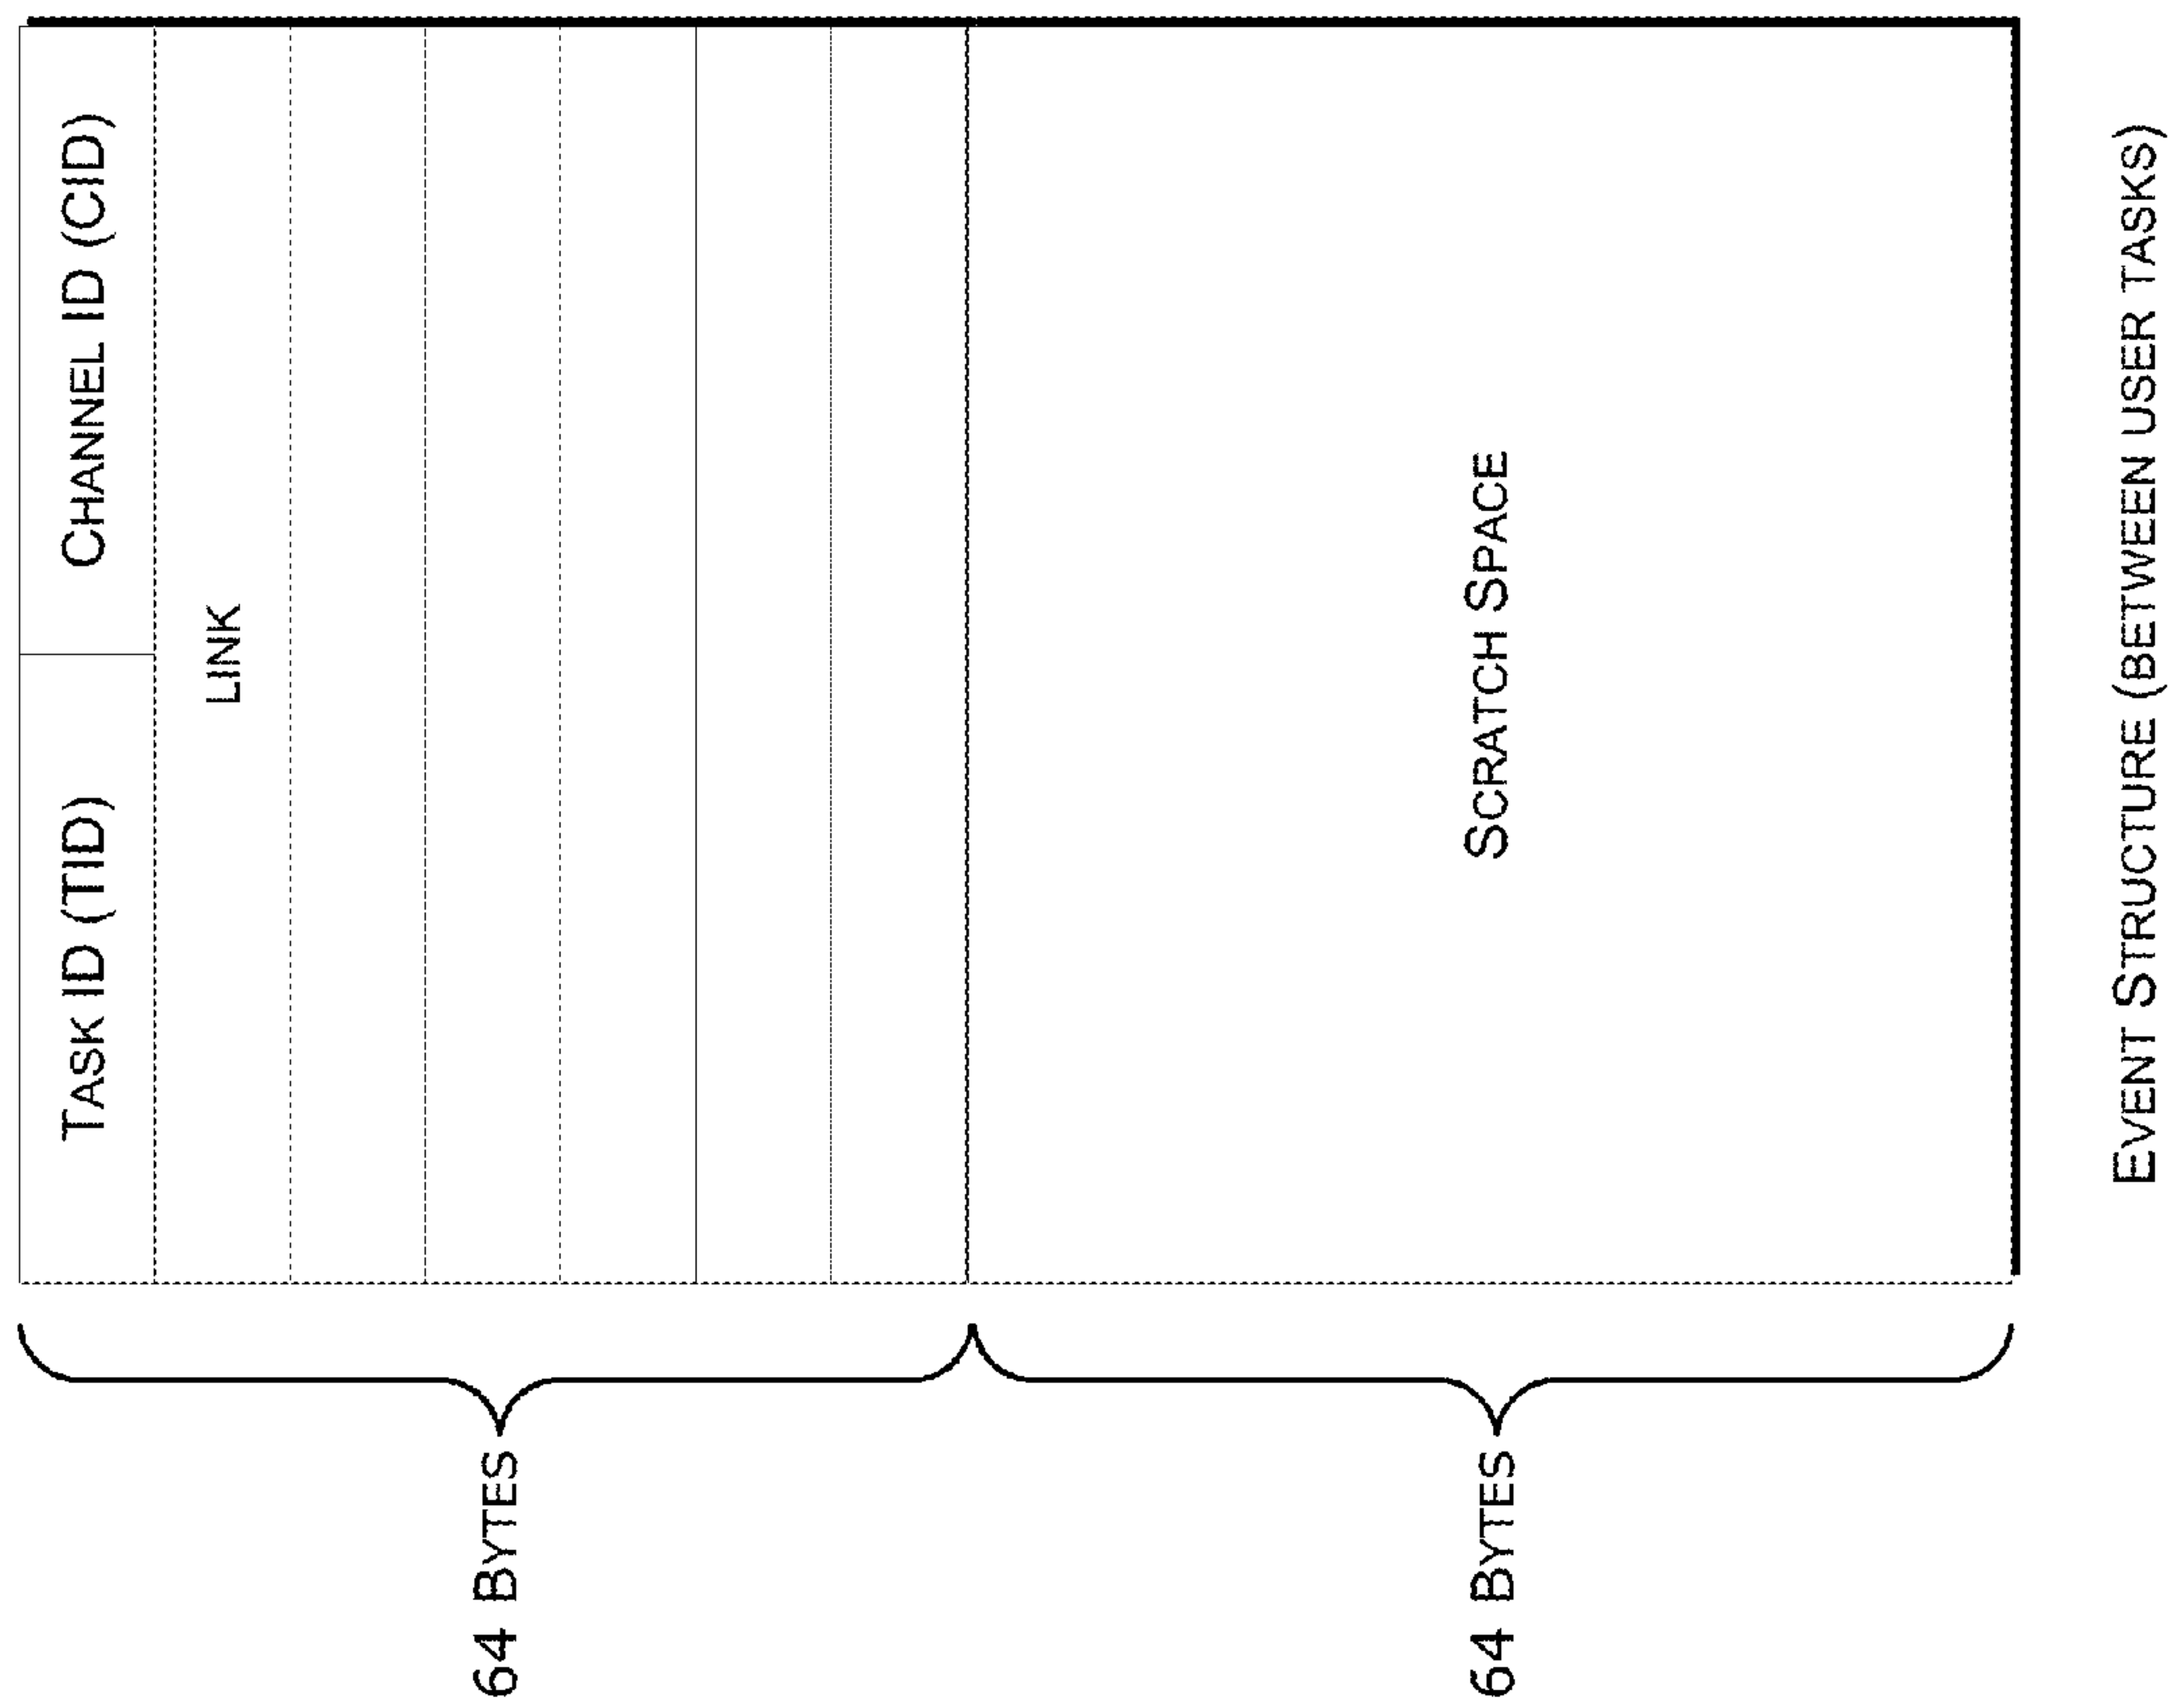 TASK ID (TID)
CHANNEL ID (CID)
LINK
64 BYTES
SCRATCH SPACE
64 BYTES
EVENT STRUCTURE (BETWEEN USER TASKS)